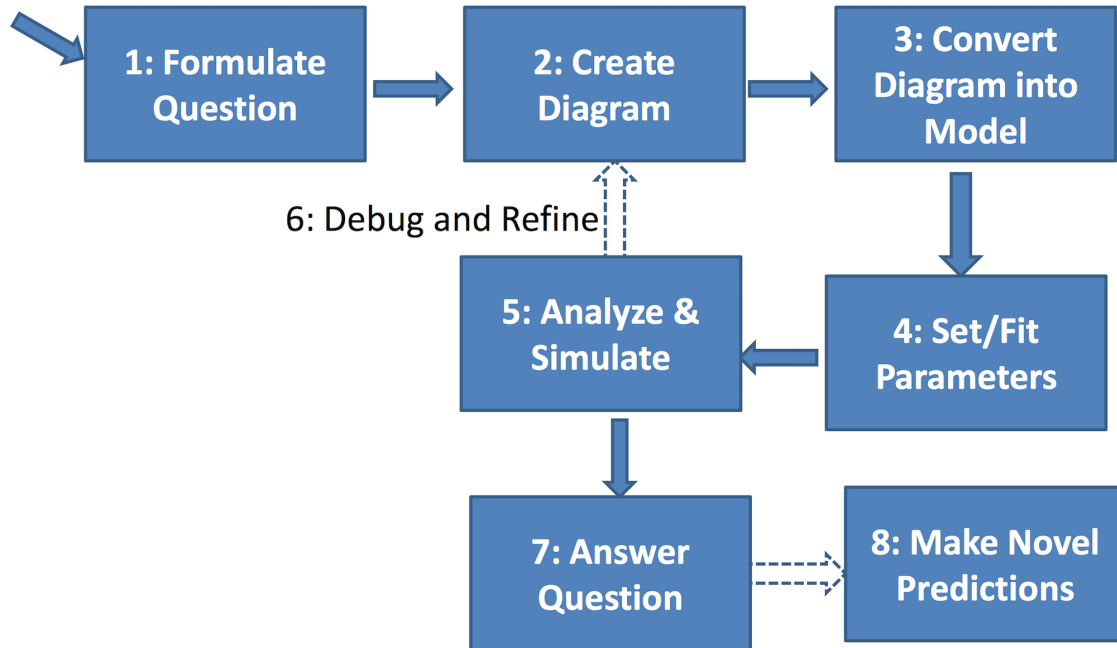 1: Formulate
Question
2: Create
Diagram
3: Convert
Diagram into
Model
4: Set/Fit
Parameters
5: Analyze &
Simulate
6: Debug and Refine
7: Answer
Question
8: Make Novel
Predictions